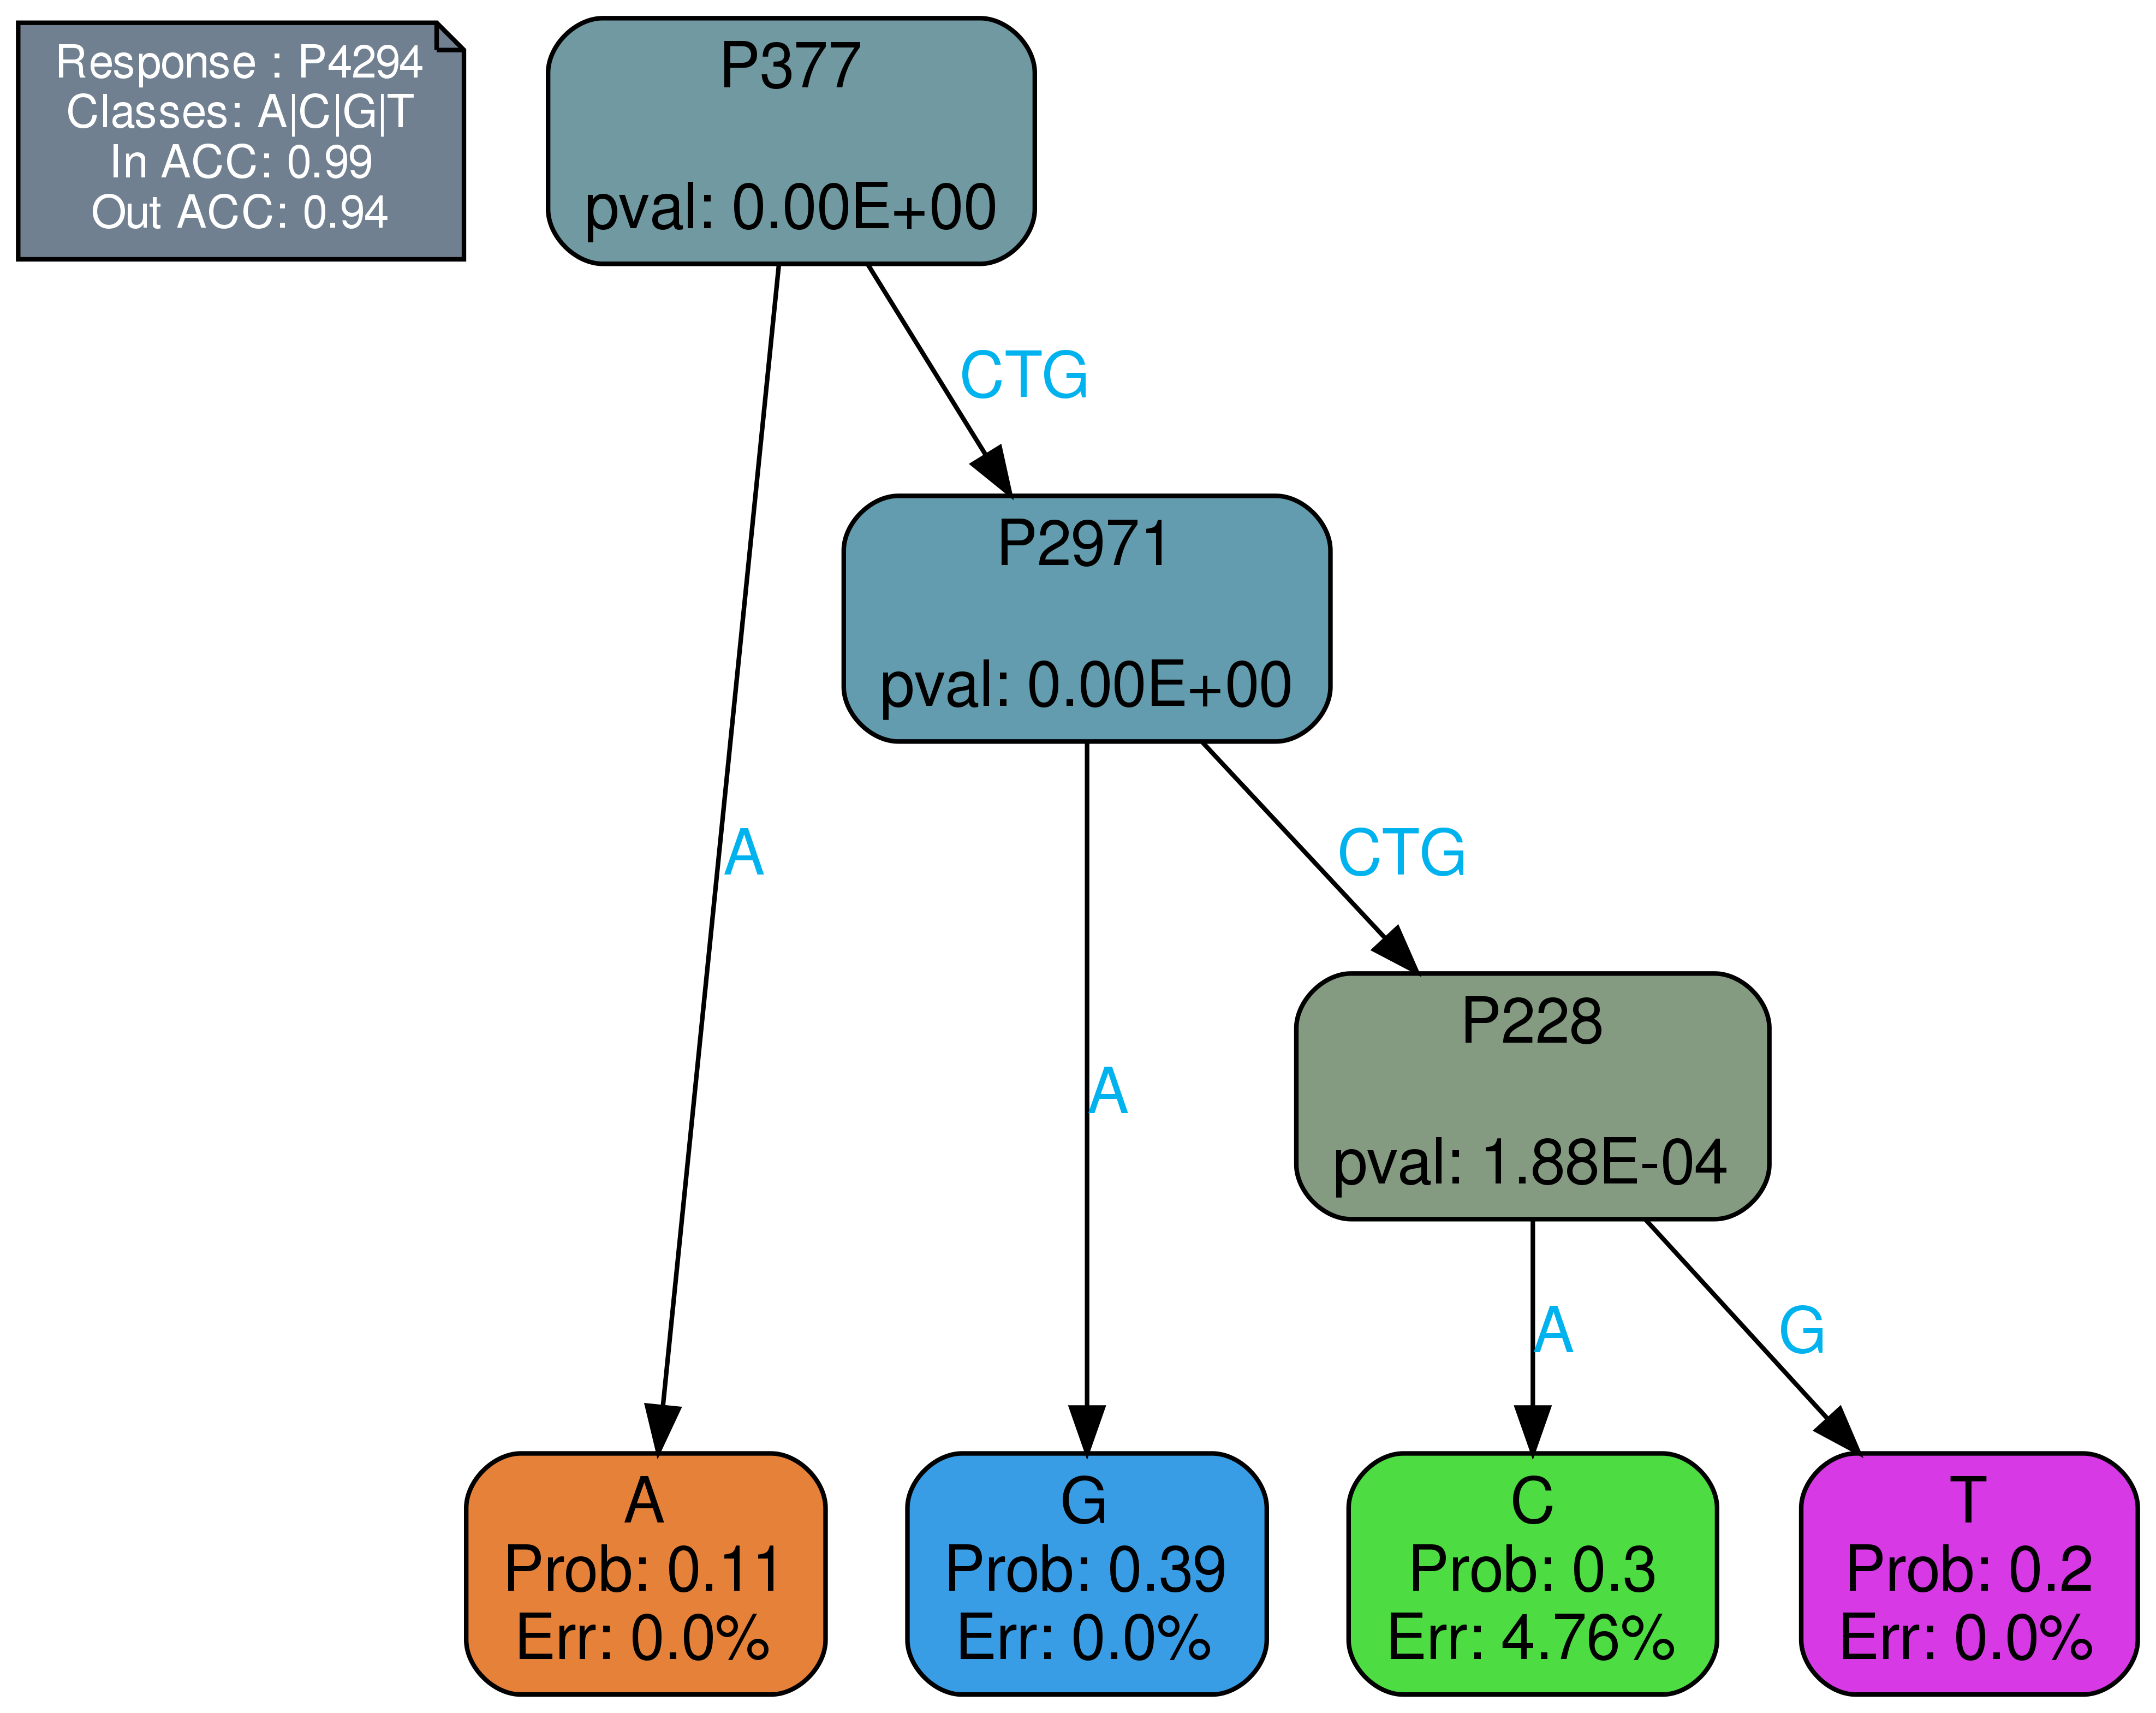 Response : P4294
Classes: A|C|G|T
In ACC: 0.99
Out ACC: 0.94
P377
pval: 0.00E+00
CTG
P2971
pval: 0.00E+00
A
CTG
P228
A
pval: 1.88E-04
A
G
A
Prob: 0.11
Err: 0.0%
G
Prob: 0.39
Err: 0.0%
C
Prob: 0.3
Err: 4.76%
T
Prob: 0.2
Err: 0.0%